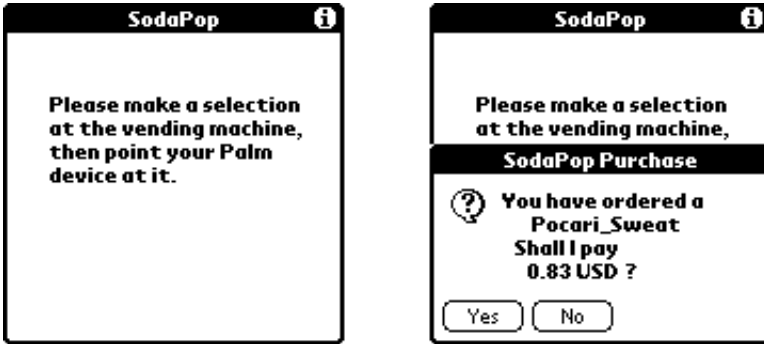 SodaPop
Please make a selection
at the vending machine,
then point your Palm
device at it.
SodaPop
Please make a selection
at the vending machine,
SodaPop Purchase
You have ordered a
Pocari_Sweat
Shall I pay
0.83 USD ?
Yes No